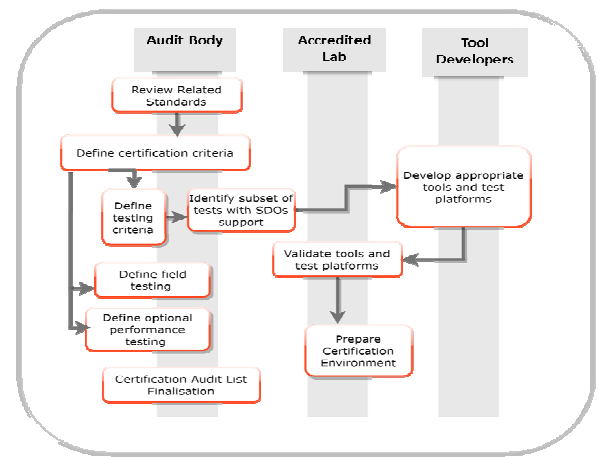 Audit Body
Accredited
Lab
Tool
Developers
Review Related
Standards
Define certification criteria
Define
testing
criteria
Identify subset of
tests with SDOs
support
Develop appropriate
tools and test
platforms
Validate tools and
test platforms
Define field
testing
Define optional
performance
testing
Prepare
Certification
Environment
Certification Audit List
Finalisation